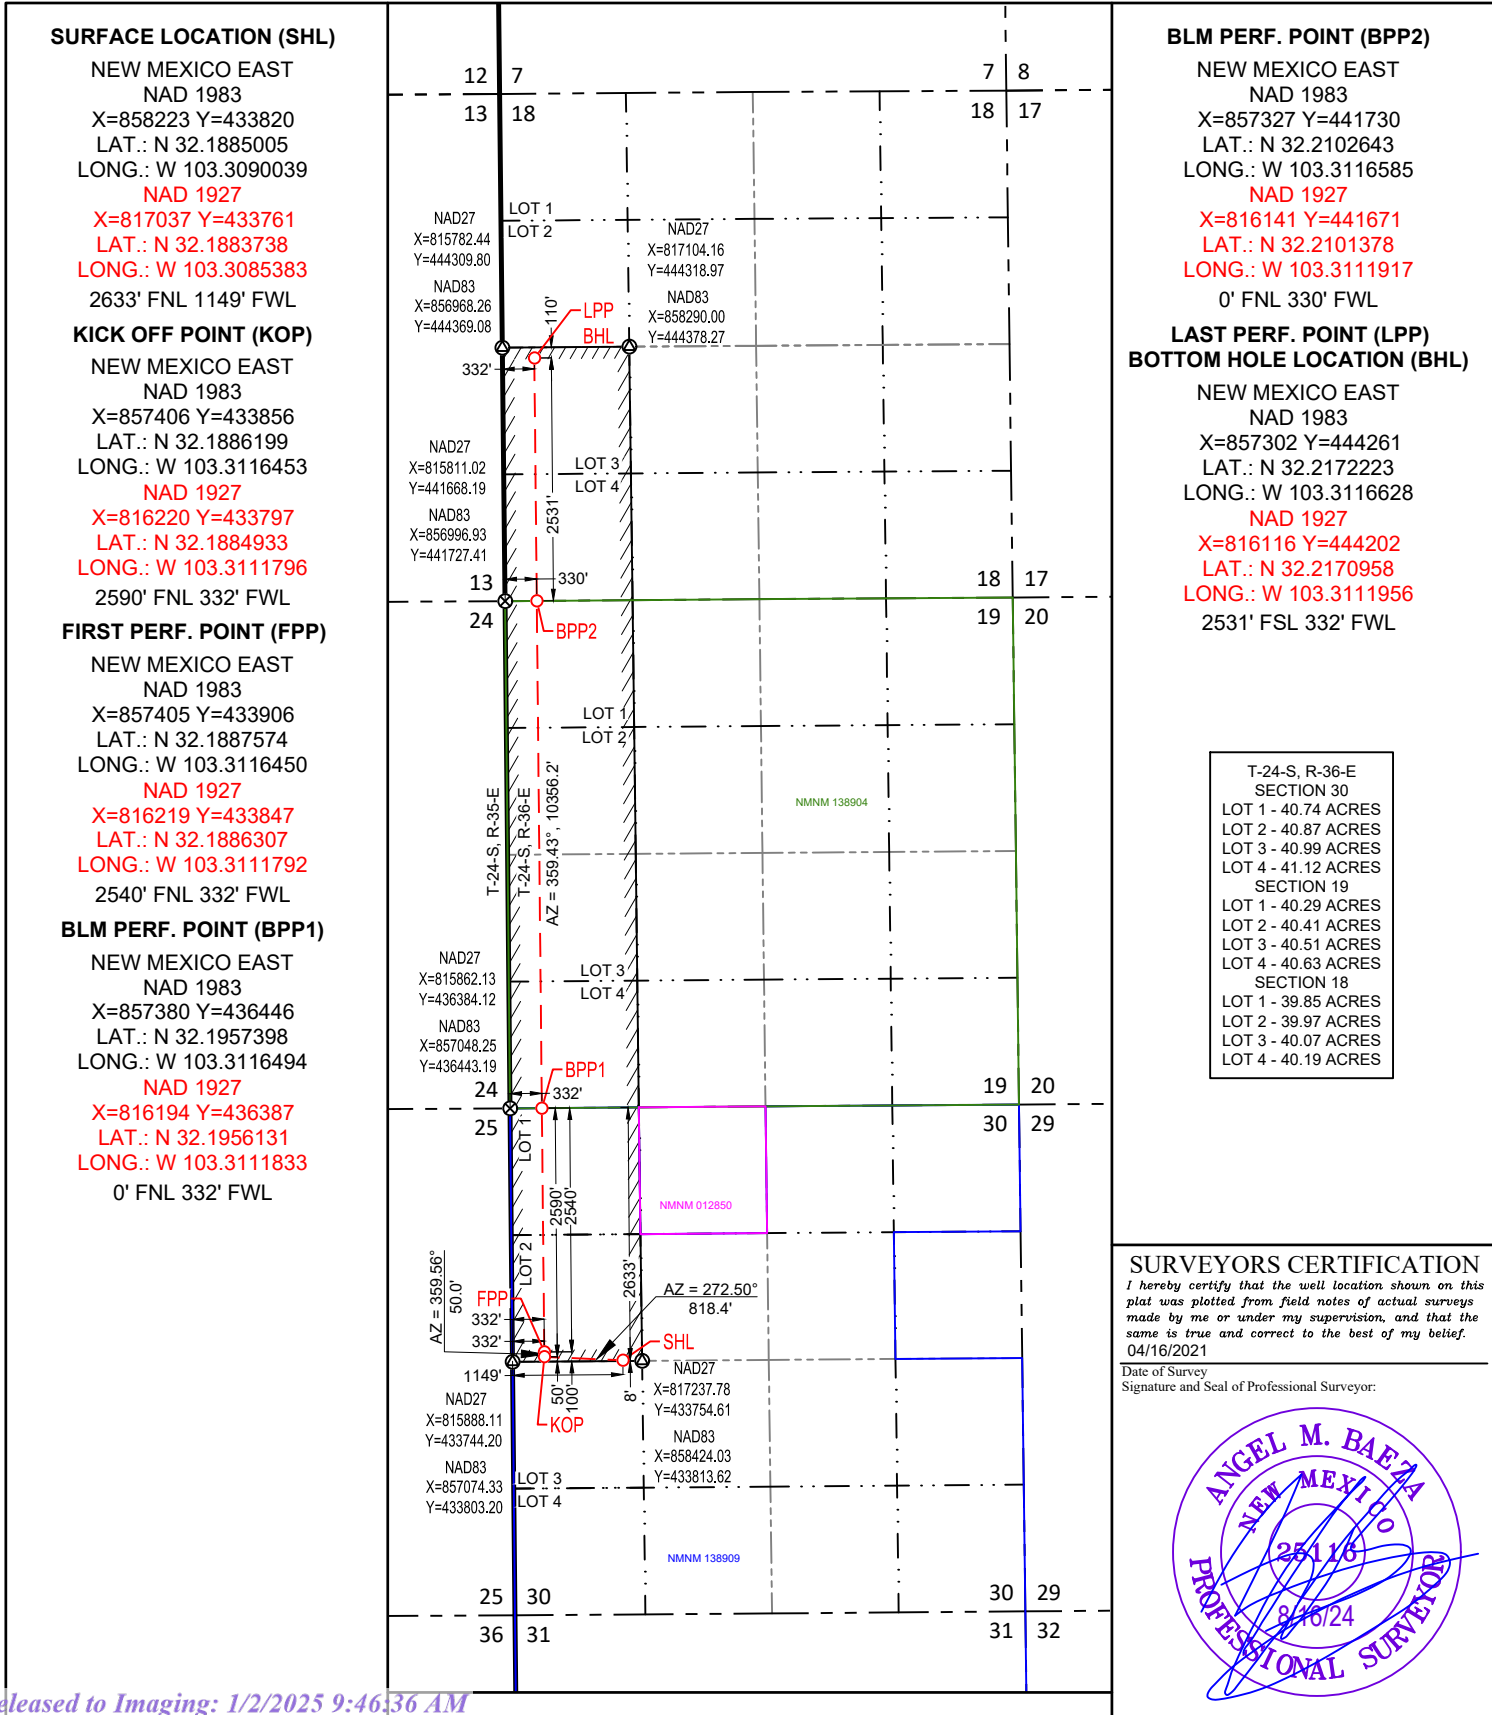 SURFACE LOCATION (SHL)
NEW MEXICO EAST
NAD 1983
X=858223 Y=433820
LAT.: N 32.1885005
LONG.: W 103.3090039
NAD 1927
X=817037 Y=433761
LAT.: N 32.1883738
LONG.: W 103.3085383
2633' FNL 1149' FWL
KICK OFF POINT (KOP)
NEW MEXICO EAST
NAD 1983
X=857406 Y=433856
LAT.: N 32.1886199
LONG.: W 103.3116453
NAD 1927
X=816220 Y=433797
LAT.: N 32.1884933
LONG.: W 103.3111796
2590' FNL 332' FWL
FIRST PERF. POINT (FPP)
NEW MEXICO EAST
NAD 1983
X=857405 Y=433906
LAT.: N 32.1887574
LONG.: W 103.3116450
NAD 1927
X=816219 Y=433847
LAT.: N 32.1886307
LONG.: W 103.3111792
2540' FNL 332' FWL
BLM PERF. POINT (BPP1)
NEW MEXICO EAST
NAD 1983
X=857380 Y=436446
LAT.: N 32.1957398
LONG.: W 103.3116494
NAD 1927
X=816194 Y=436387
LAT.: N 32.1956131
LONG.: W 103.3111833
0' FNL 332' FWL
12 7
7 8
13 18
18 17
LOT 1
LOT 2
NAD27
X=815782.44
Y=444309.80
NAD83
X=856968.26
Y=444369.08
NAD27
X=817104.16
Y=444318.97
NAD83
X=858290.00
Y=444378.27
110'
LPP
BHL
332'
NAD27
X=815811.02
Y=441668.19
NAD83
X=856996.93
Y=441727.41
LOT 3
LOT 4
2531'
330'
13
18 17
24
19 20
BPP2
LOT 1
LOT 2
T-24-S, R-35-E
T-24-S, R-36-E
AZ = 359.43°, 10356.2'
NMNM 138904
NAD27
X=815862.13
Y=436384.12
NAD83
X=857048.25
Y=436443.19
LOT 3
LOT 4
BPP1
332'
24
19 20
25
30 29
LOT 1
LOT 2
2590'
2540'
2633'
NMNM 012850
AZ = 359.56°
50.0'
FPP
332'
332'
AZ = 272.50°
818.4'
SHL
1149'
50'
100'
8'
KOP
NAD27
X=815888.11
Y=433744.20
NAD83
X=857074.33
Y=433803.20
NAD27
X=817237.78
Y=433754.61
NAD83
X=858424.03
Y=433813.62
LOT 3
LOT 4
NMNM 138909
25 30
30 29
36 31
31 32
BLM PERF. POINT (BPP2)
NEW MEXICO EAST
NAD 1983
X=857327 Y=441730
LAT.: N 32.2102643
LONG.: W 103.3116585
NAD 1927
X=816141 Y=441671
LAT.: N 32.2101378
LONG.: W 103.3111917
0' FNL 330' FWL
LAST PERF. POINT (LPP)
BOTTOM HOLE LOCATION (BHL)
NEW MEXICO EAST
NAD 1983
X=857302 Y=444261
LAT.: N 32.2172223
LONG.: W 103.3116628
NAD 1927
X=816116 Y=444202
LAT.: N 32.2170958
LONG.: W 103.3111956
2531' FSL 332' FWL
T-24-S, R-36-E
SECTION 30
LOT 1 - 40.74 ACRES
LOT 2 - 40.87 ACRES
LOT 3 - 40.99 ACRES
LOT 4 - 41.12 ACRES
SECTION 19
LOT 1 - 40.29 ACRES
LOT 2 - 40.41 ACRES
LOT 3 - 40.51 ACRES
LOT 4 - 40.63 ACRES
SECTION 18
LOT 1 - 39.85 ACRES
LOT 2 - 39.97 ACRES
LOT 3 - 40.07 ACRES
LOT 4 - 40.19 ACRES
SURVEYORS CERTIFICATION
I hereby certify that the well location shown on this
plat was plotted from field notes of actual surveys
made by me or under my supervision, and that the
same is true and correct to the best of my belief.
04/16/2021
Date of Survey
Signature and Seal of Professional Surveyor:
ANGEL M. BAEZA
NEW MEXICO
25116
8/16/24
PROFESSIONAL SURVEYOR
eleased to Imaging: 1/2/2025 9:46:36 AM